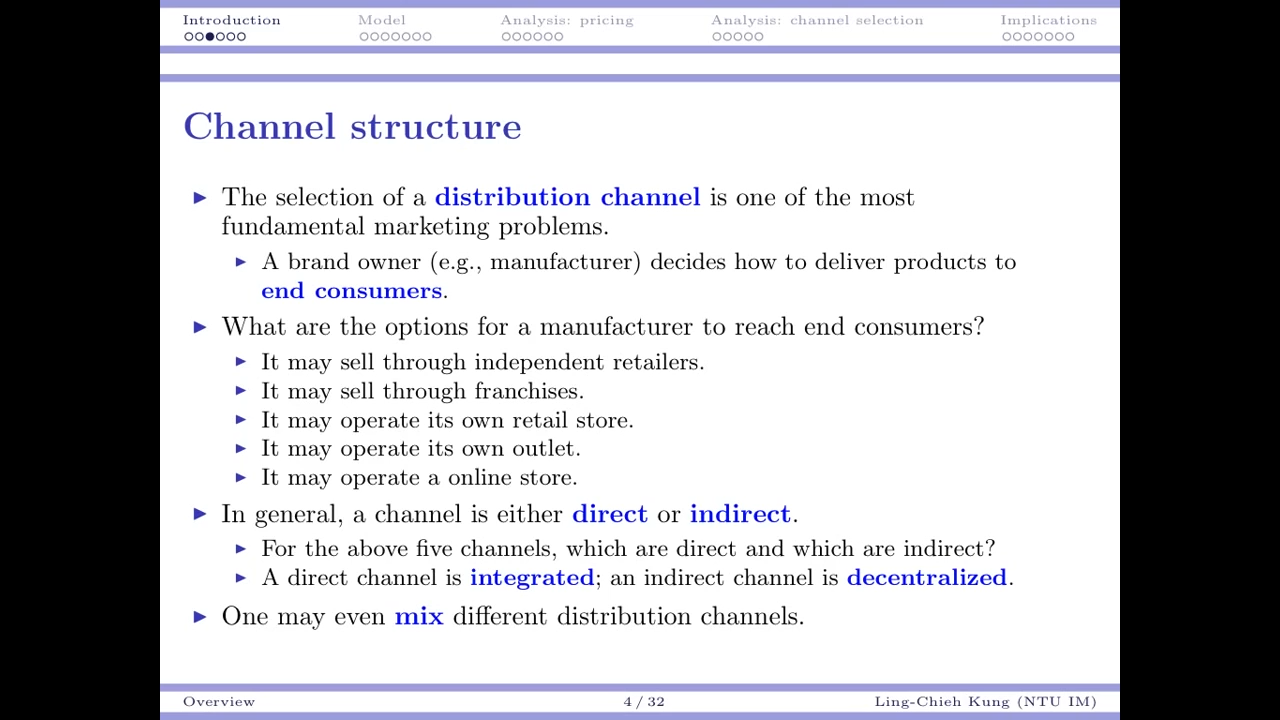 Introduction Model Analysis: pricing Analysis: channel selection Implications
Channel structure
The selection of a distribution channel is one of the most
fundamental marketing problems.
A brand owner (e.g., manufacturer) decides how to deliver products to
end consumers.
What are the options for a manufacturer to reach end consumers?
It may sell through independent retailers.
It may sell through franchises.
It may operate its own retail store.
It may operate its own outlet.
It may operate a online store.
In general, a channel is either direct or indirect.
For the above five channels, which are direct and which are indirect?
A direct channel is integrated; an indirect channel is decentralized.
One may even mix different distribution channels.
Overview 4 / 32 Ling-Chieh Kung (NTU IM)